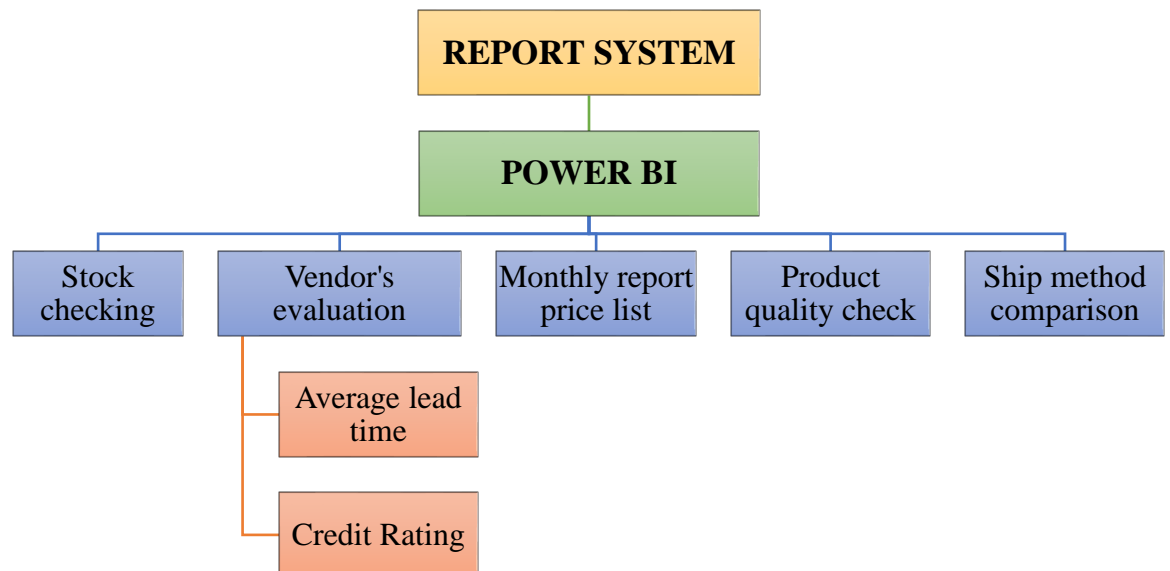 REPORT SYSTEM
POWER BI
Stock
checking
Vendor's
evaluation
Monthly report
price list
Product
quality check
Ship method
comparison
Average lead
time
Credit Rating